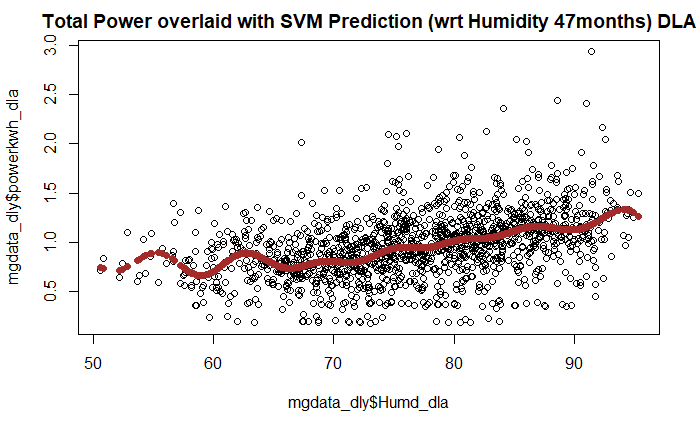 Total Power overlaid with SVM Prediction (wrt Humidity 47months) DLA
mgdata_dly$powerkwh_dla
3.0
2.5
2.0
1.5
1.0
0.5
50 60 70 80 90
mgdata_dly$Humd_dla